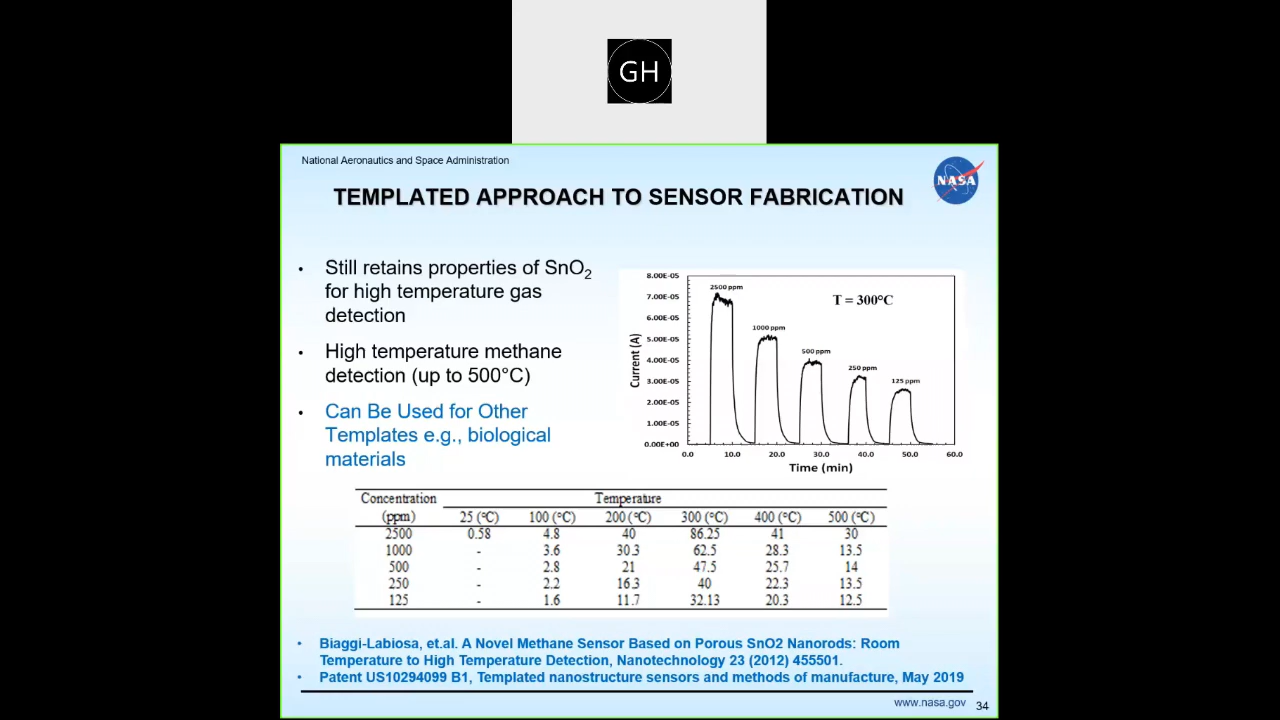 GH
National Aeronautics and Space Administration
NASA
TEMPLATED APPROACH TO SENSOR FABRICATION
• Still retains properties of SnO2
for high temperature gas
detection
• High temperature methane
detection (up to 500°C)
• Can Be Used for Other
Templates e.g., biological
materials
8.00E-05
7.00E-05
6.00E-05
5.00E-05
4.00E-05
3.00E-05
2.00E-05
1.00E-05
0.00E+00
Current (A)
2500 ppm
T = 300°C
1000 ppm
500 ppm
250 ppm
125 ppm
0.0 10.0 20.0 30.0 40.0 50.0 60.0
Time (min)
Concentration Temperature
(ppm) 25 (°C) 100 (°C) 200 (°C) 300 (°C) 400 (°C) 500 (°C)
2500 0.58 4.8 40 86.25 41 30
1000 - 3.6 30.3 62.5 28.3 13.5
500 - 2.8 21 47.5 25.7 14
250 - 2.2 16.3 40 22.3 13.5
125 - 1.6 11.7 32.13 20.3 12.5
• Biaggi-Labiosa, et.al. A Novel Methane Sensor Based on Porous SnO2 Nanorods: Room
Temperature to High Temperature Detection, Nanotechnology 23 (2012) 455501.
• Patent US10294099 B1, Templated nanostructure sensors and methods of manufacture, May 2019
www.nasa.gov 34